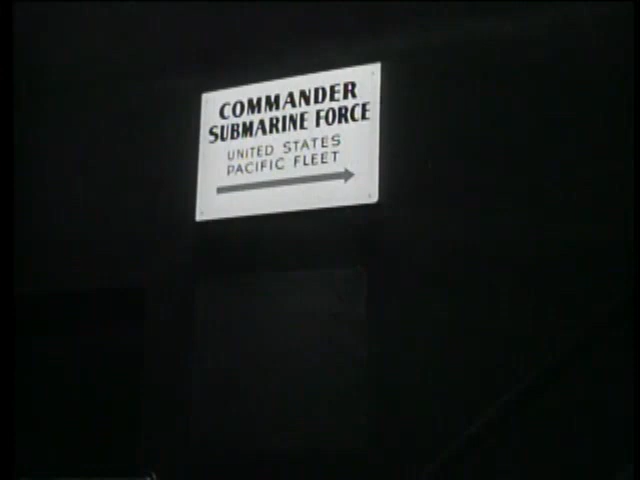 COMMANDER
SUBMARINE FORCE
UNITED STATES
PACIFIC FLEET